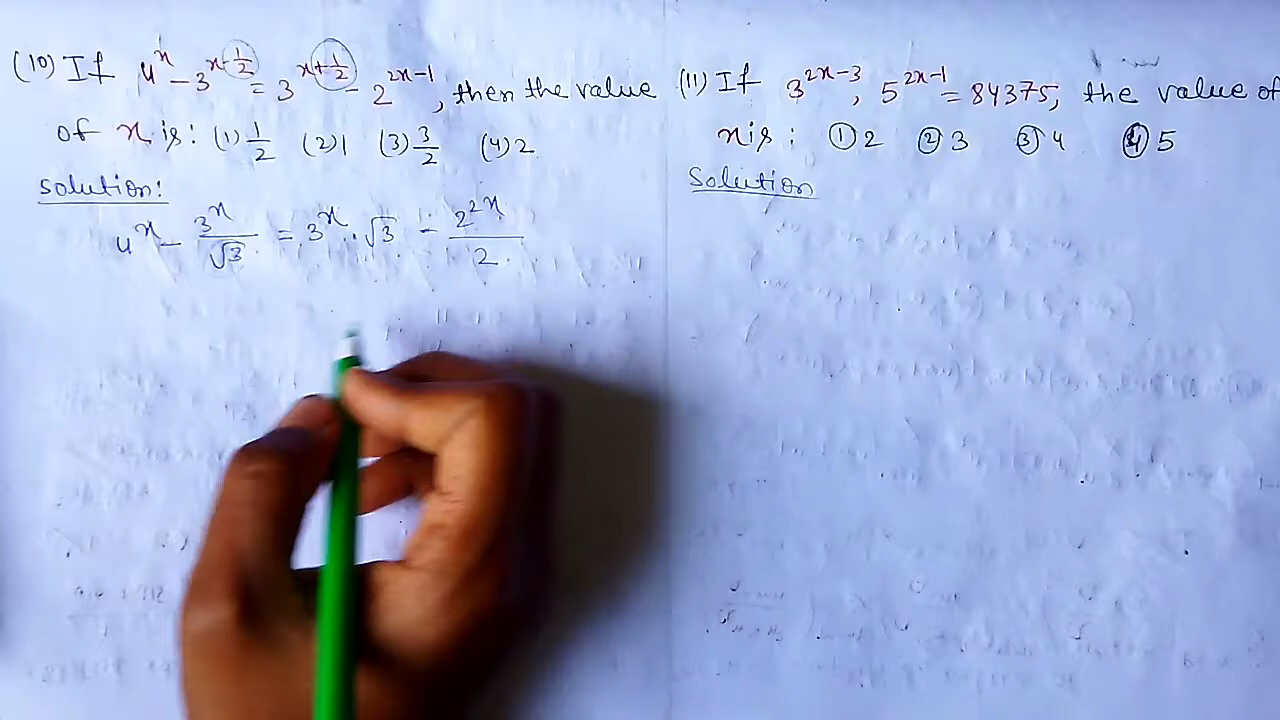 (10) If 4^x - 3^{x-1/2} = 3^{x+1/2} - 2^{2x-1}, then the value
of x is: (1) 1/2 (2) 1 (3) 3/2 (4) 2
solution:
4^x - 3^x/√3 = 3^x · √3 - 2^{2x}/2
(11) If 3^{2x-3}, 5^{2x-1} = 84375, the value of
x is: ① 2 ② 3 ③ 4 ④ 5
Solution